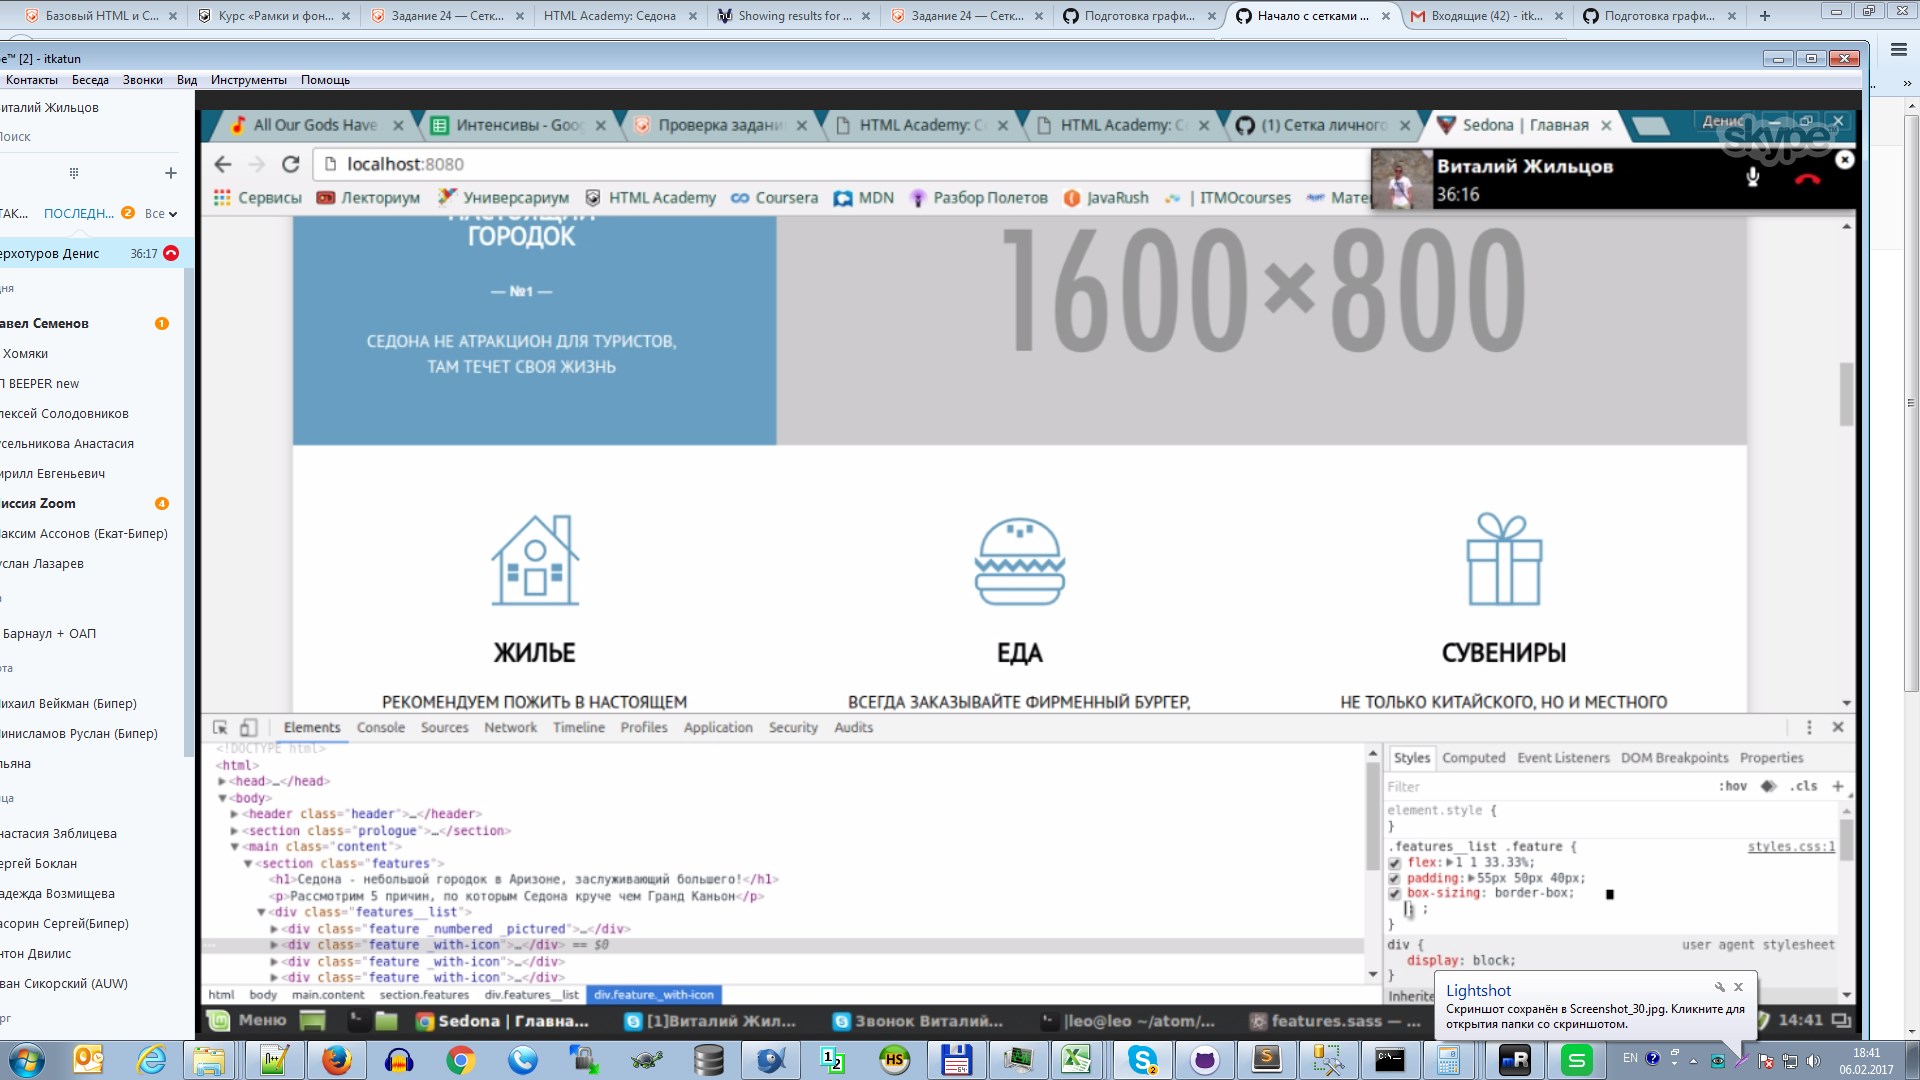 Базовый HTML и C...
Курс «Рамки и фон...
Задание 24 — Сетк...
HTML Academy: Седона
Showing results for ...
Задание 24 — Сетк...
Подготовка графи...
Начало с сетками ...
Входящие (42) - itk...
Подготовка графи...
e™ [2] - itkatun
Контакты Беседа Звонки Вид Инструменты Помощь
италий Жильцов
оиск
ТАК... ПОСЛЕДН... 2 Все
ерхотуров Денис 36:17
дня
авел Семенов 1
Хомяки
П BEEPER new
лексей Солодовников
усельникова Анастасия
ирилл Евгеньевич
иссия Zoom 4
аксим Ассонов (Екат-Бипер)
услан Лазарев
а
Барнаул + ОАП
ота
ихаил Вейкман (Бипер)
инисламов Руслан (Бипер)
льяна
ица
настасия Зяблицева
ергей Боклан
адежда Возмищева
асорин Сергей(Бипер)
нтон Двилис
ван Сикорский (AUW)
рг
All Our Gods Have
Интенсивы - Goo
Проверка задани
HTML Academy: C
HTML Academy: C
(1) Сетка личного
Sedona | Главная
Денис
skype™
localhost:8080
Виталий Жильцов
36:16
Сервисы Лекториум Универсариум HTML Academy Coursera MDN Разбор Полетов JavaRush | ITMOcourses Мате
НАСТОЯЩИЙ
ГОРОДОК
— №1 —
СЕДОНА НЕ АТРАКЦИОН ДЛЯ ТУРИСТОВ,
ТАМ ТЕЧЕТ СВОЯ ЖИЗНЬ
1600×800
ЖИЛЬЕ
ЕДА
СУВЕНИРЫ
РЕКОМЕНДУЕМ ПОЖИТЬ В НАСТОЯЩЕМ
ВСЕГДА ЗАКАЗЫВАЙТЕ ФИРМЕННЫЙ БУРГЕР,
НЕ ТОЛЬКО КИТАЙСКОГО, НО И МЕСТНОГО
Elements Console Sources Network Timeline Profiles Application Security Audits
<!DOCTYPE html>
<html>
<head>…</head>
<body>
<header class="header">…</header>
<section class="prologue">…</section>
<main class="content">
<section class="features">
<h1>Седона - небольшой городок в Аризоне, заслуживающий большего!</h1>
<p>Рассмотрим 5 причин, по которым Седона круче чем Гранд Каньон</p>
<div class="features__list">
<div class="feature _numbered _pictured">…</div>
<div class="feature _with-icon">…</div> == $0
<div class="feature _with-icon">…</div>
<div class="feature _with-icon">…</div>
html body main.content section.features div.features__list div.feature._with-icon
Styles Computed Event Listeners DOM Breakpoints Properties
Filter :hov .cls +
element.style {
}
.features__list .feature { styles.css:1
flex: 1 1 33.33%;
padding: 55px 50px 40px;
box-sizing: border-box;
: ;
}
div { user agent stylesheet
display: block;
}
Inherite
Lightshot
Скриншот сохранён в Screenshot_30.jpg. Кликните для
открытия папки со скриншотом.
Меню
Sedona | Главна...
[1]Виталий Жил...
Звонок Виталий...
|leo@leo ~/atom/...
features.sass — ...
14:41
EN
18:41
06.02.2017